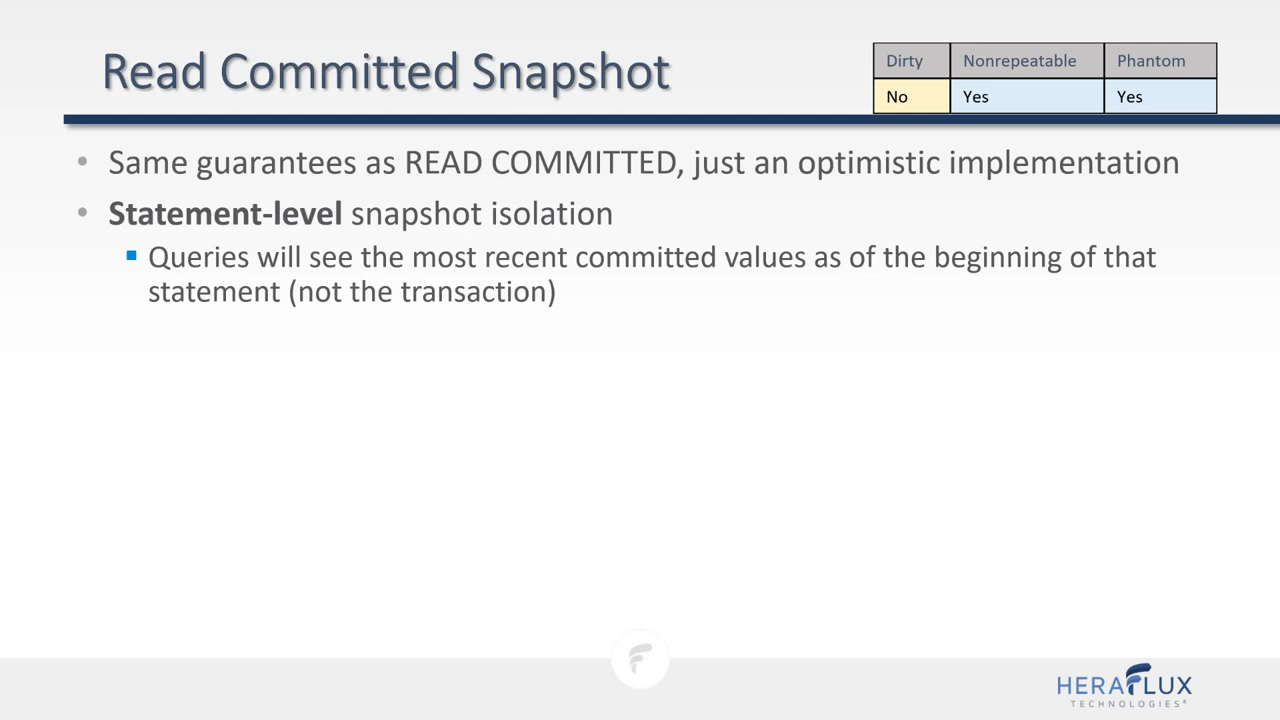 Read Committed Snapshot
Dirty Nonrepeatable Phantom
No Yes Yes
• Same guarantees as READ COMMITTED, just an optimistic implementation
• Statement-level snapshot isolation
▪ Queries will see the most recent committed values as of the beginning of that
statement (not the transaction)
HERAFLUX
TECHNOLOGIES®